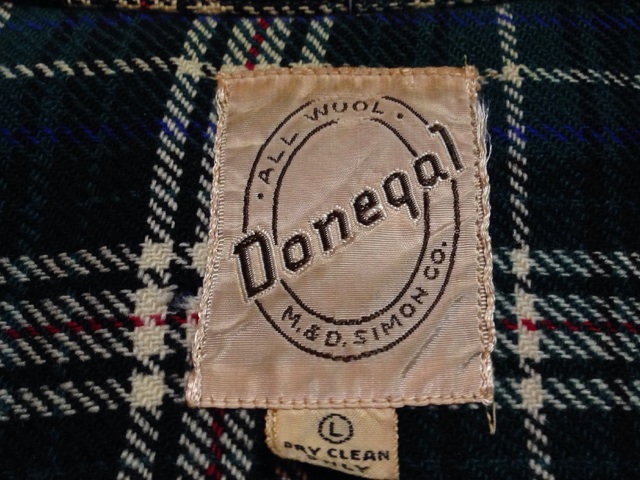 · ALL WOOL ·
Donegal
M. & D. SIMON CO.
L
DRY CLEAN
ONLY